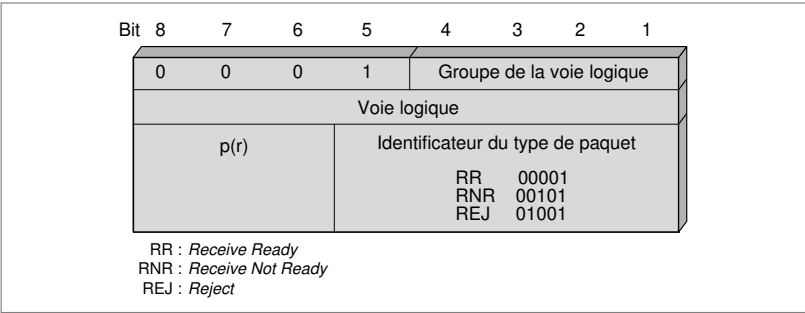 Bit 8 7 6 5 4 3 2 1
0 0 0 1 Groupe de la voie logique
Voie logique
p(r) Identificateur du type de paquet
RR 00001
RNR 00101
REJ 01001
RR : Receive Ready
RNR : Receive Not Ready
REJ : Reject